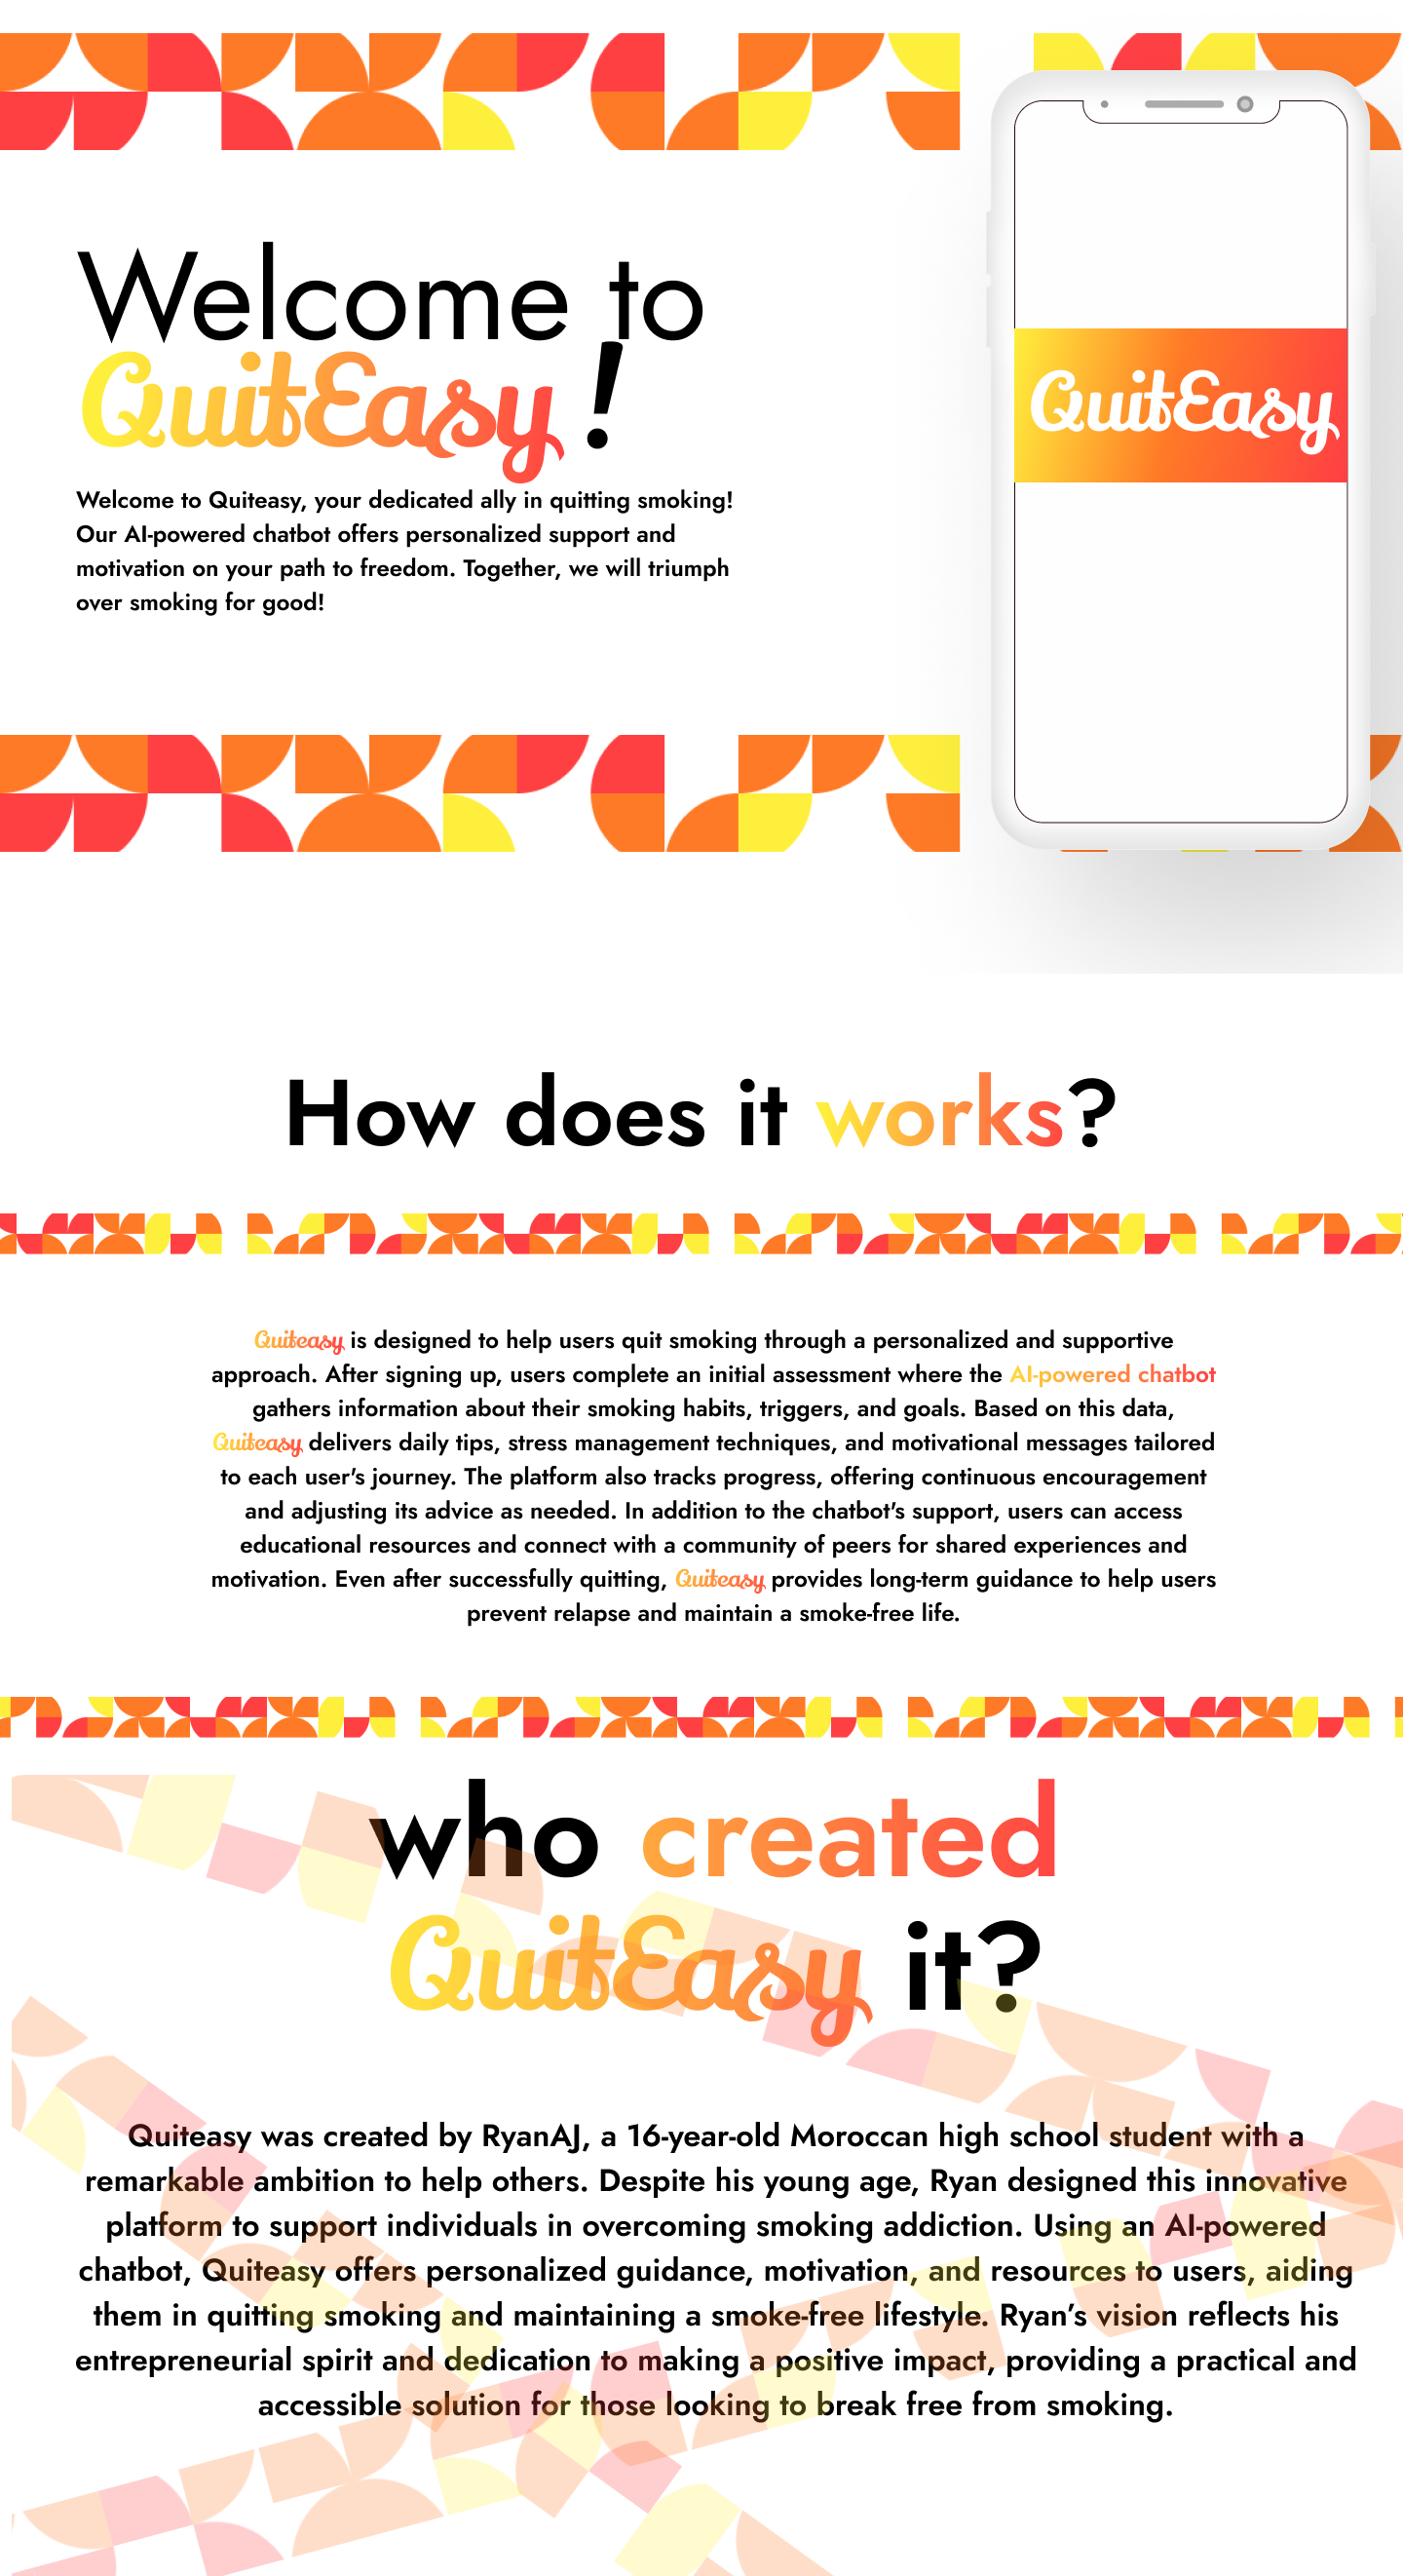 Welcome to
QuitEasy!
QuitEasy
Welcome to Quiteasy, your dedicated ally in quitting smoking!
Our AI-powered chatbot offers personalized support and
motivation on your path to freedom. Together, we will triumph
over smoking for good!
How does it works?
Quiteasy is designed to help users quit smoking through a personalized and supportive
approach. After signing up, users complete an initial assessment where the AI-powered chatbot
gathers information about their smoking habits, triggers, and goals. Based on this data,
Quiteasy delivers daily tips, stress management techniques, and motivational messages tailored
to each user's journey. The platform also tracks progress, offering continuous encouragement
and adjusting its advice as needed. In addition to the chatbot's support, users can access
educational resources and connect with a community of peers for shared experiences and
motivation. Even after successfully quitting, Quiteasy provides long-term guidance to help users
prevent relapse and maintain a smoke-free life.
who created
QuitEasy it?
Quiteasy was created by RyanAJ, a 16-year-old Moroccan high school student with a
remarkable ambition to help others. Despite his young age, Ryan designed this innovative
platform to support individuals in overcoming smoking addiction. Using an AI-powered
chatbot, Quiteasy offers personalized guidance, motivation, and resources to users, aiding
them in quitting smoking and maintaining a smoke-free lifestyle. Ryan’s vision reflects his
entrepreneurial spirit and dedication to making a positive impact, providing a practical and
accessible solution for those looking to break free from smoking.